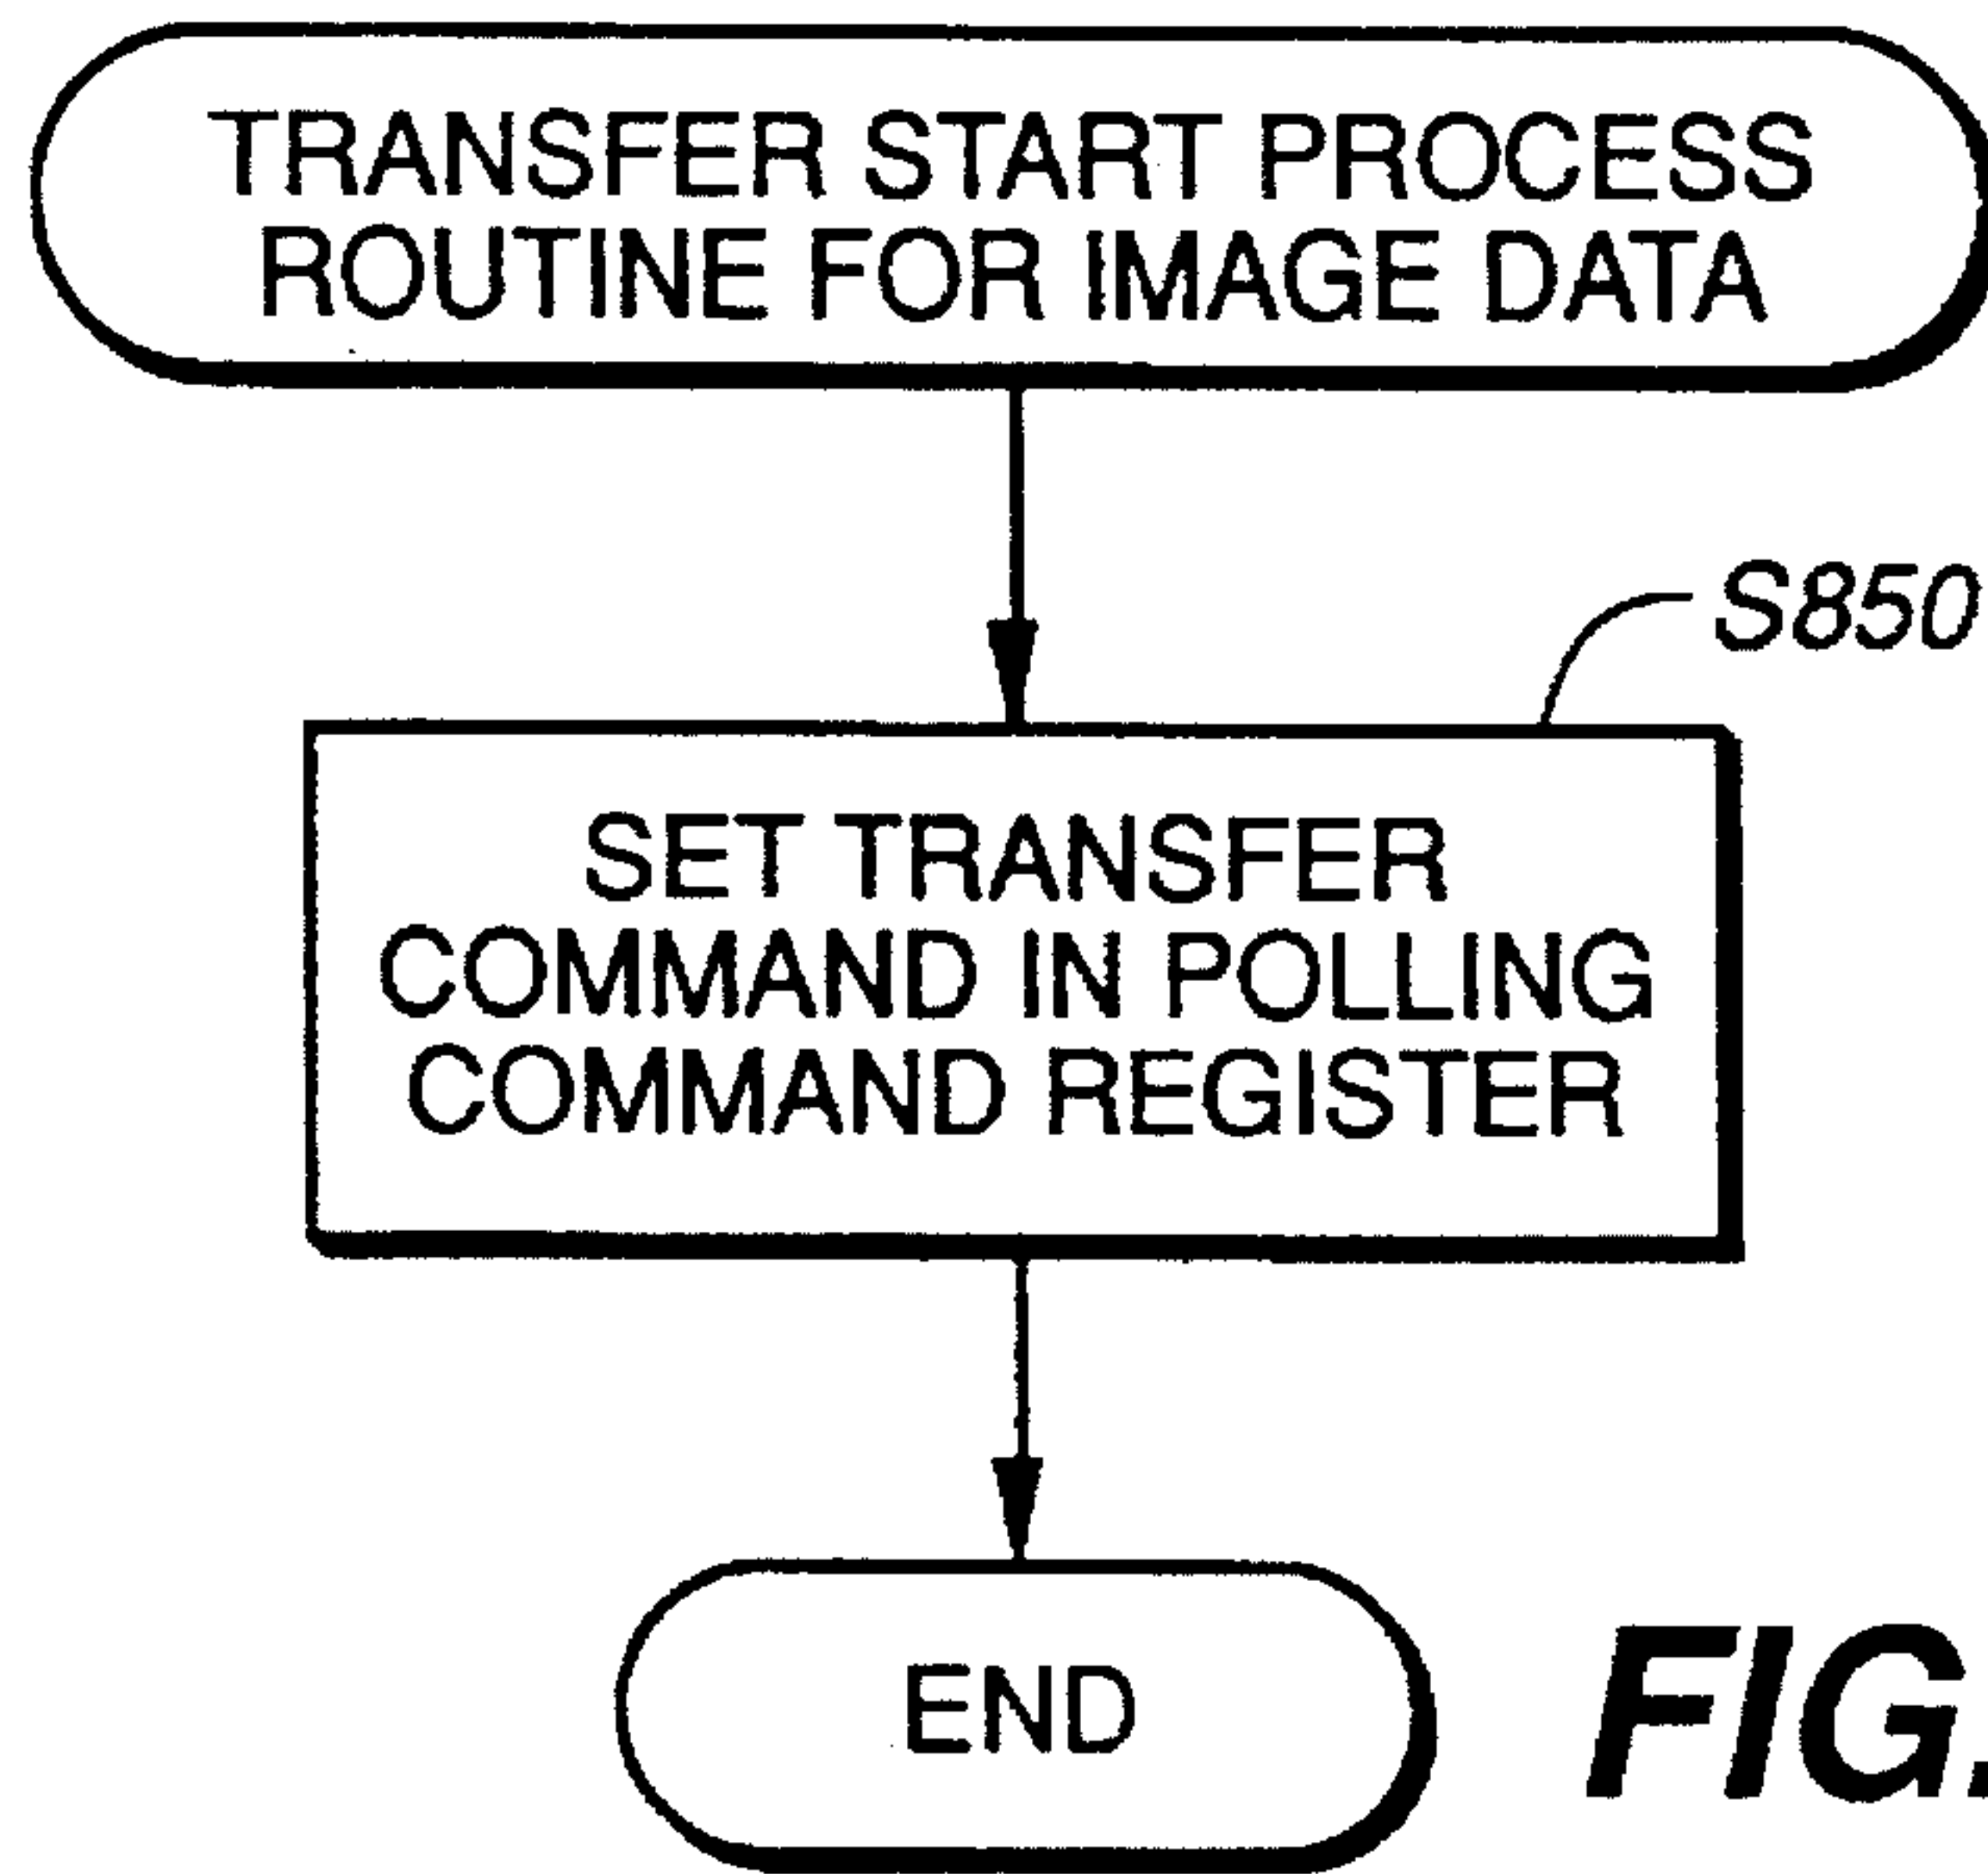 TRANSFER START PROCESS
ROUTINE FOR IMAGE DATA
S850
SET TRANSFER
COMMAND IN POLLING
COMMAND REGISTER
END
FIG.